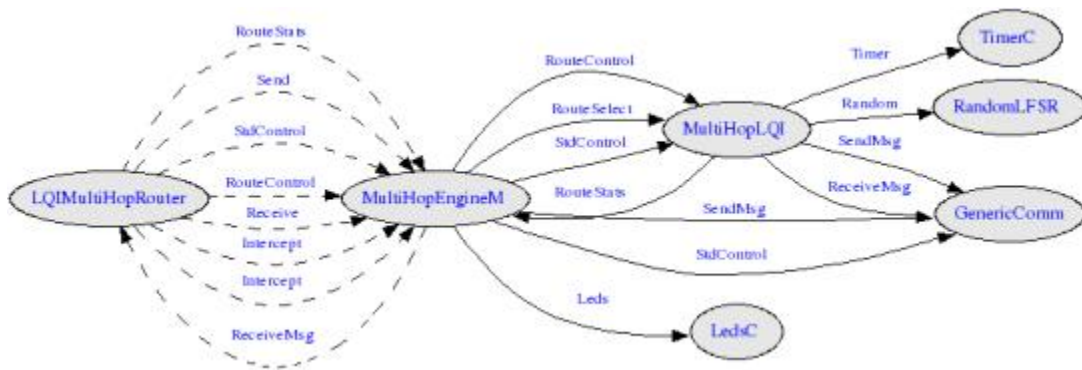 RouteStats
Send
StdControl
RouteControl
Receive
Intercept
Intercept
ReceiveMsg
LQIMultiHopRouter
MultiHopEngineM
RouteControl
RouteSelect
StdControl
RouteStats
SendMsg
StdControl
Leds
MultiHopLQI
LedsC
Timer
Random
SendMsg
ReceiveMsg
TimerC
RandomLFSR
GenericComm